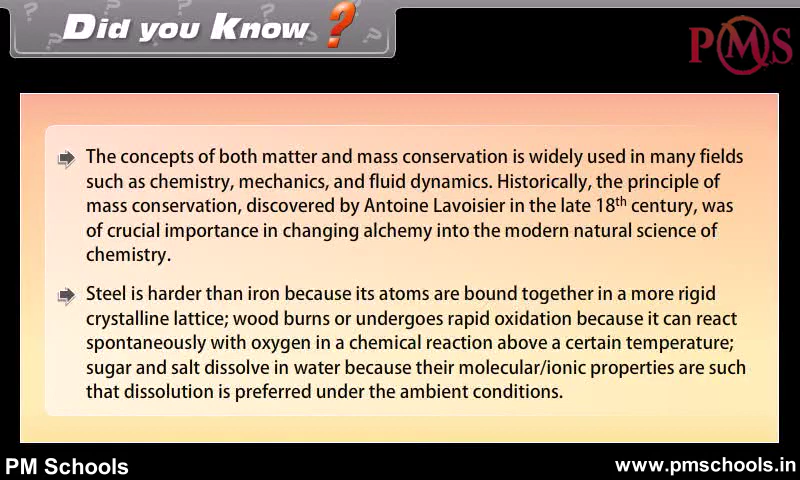 Did you Know ?
PMS
The concepts of both matter and mass conservation is widely used in many fields
such as chemistry, mechanics, and fluid dynamics. Historically, the principle of
mass conservation, discovered by Antoine Lavoisier in the late 18th century, was
of crucial importance in changing alchemy into the modern natural science of
chemistry.
Steel is harder than iron because its atoms are bound together in a more rigid
crystalline lattice; wood burns or undergoes rapid oxidation because it can react
spontaneously with oxygen in a chemical reaction above a certain temperature;
sugar and salt dissolve in water because their molecular/ionic properties are such
that dissolution is preferred under the ambient conditions.
PM Schools
www.pmschools.in